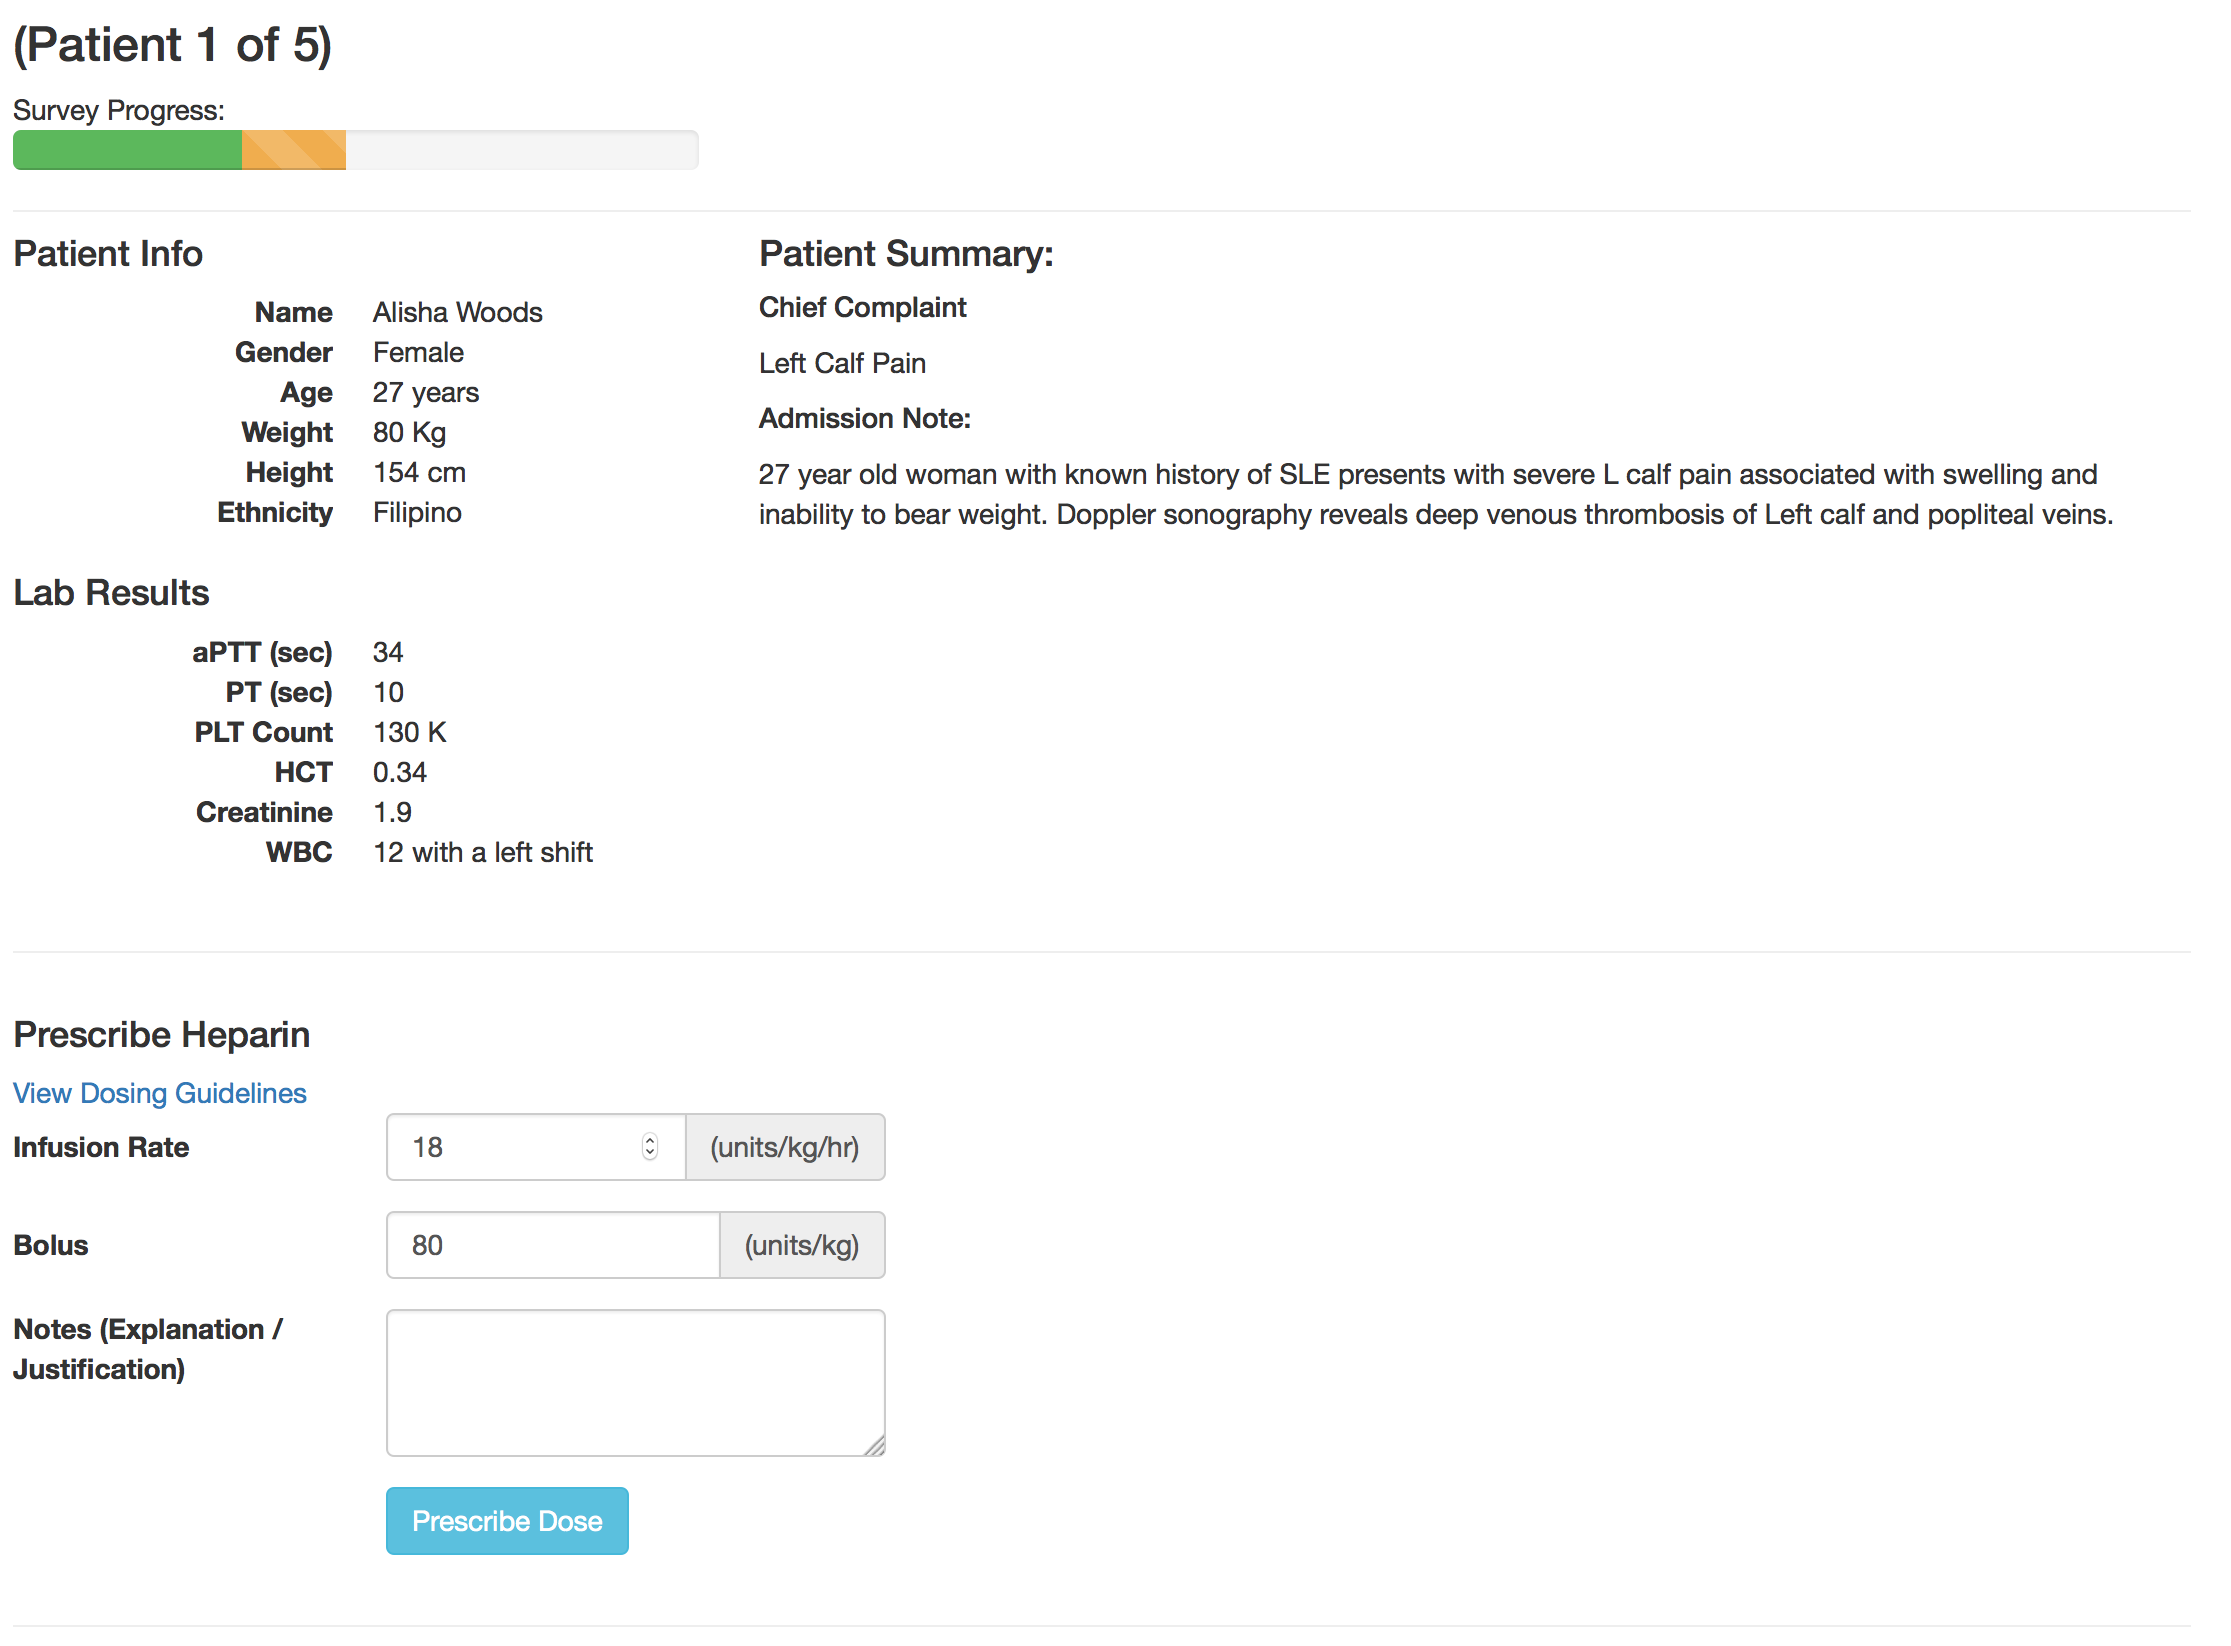 (Patient 1 of 5)
Survey Progress:
Patient Info
Name Alisha Woods
Gender Female
Age 27 years
Weight 80 Kg
Height 154 cm
Ethnicity Filipino
Lab Results
aPTT (sec) 34
PT (sec) 10
PLT Count 130 K
HCT 0.34
Creatinine 1.9
WBC 12 with a left shift
Patient Summary:
Chief Complaint
Left Calf Pain
Admission Note:
27 year old woman with known history of SLE presents with severe L calf pain associated with swelling and
inability to bear weight. Doppler sonography reveals deep venous thrombosis of Left calf and popliteal veins.
Prescribe Heparin
View Dosing Guidelines
Infusion Rate 18 (units/kg/hr)
Bolus 80 (units/kg)
Notes (Explanation /
Justification)
Prescribe Dose